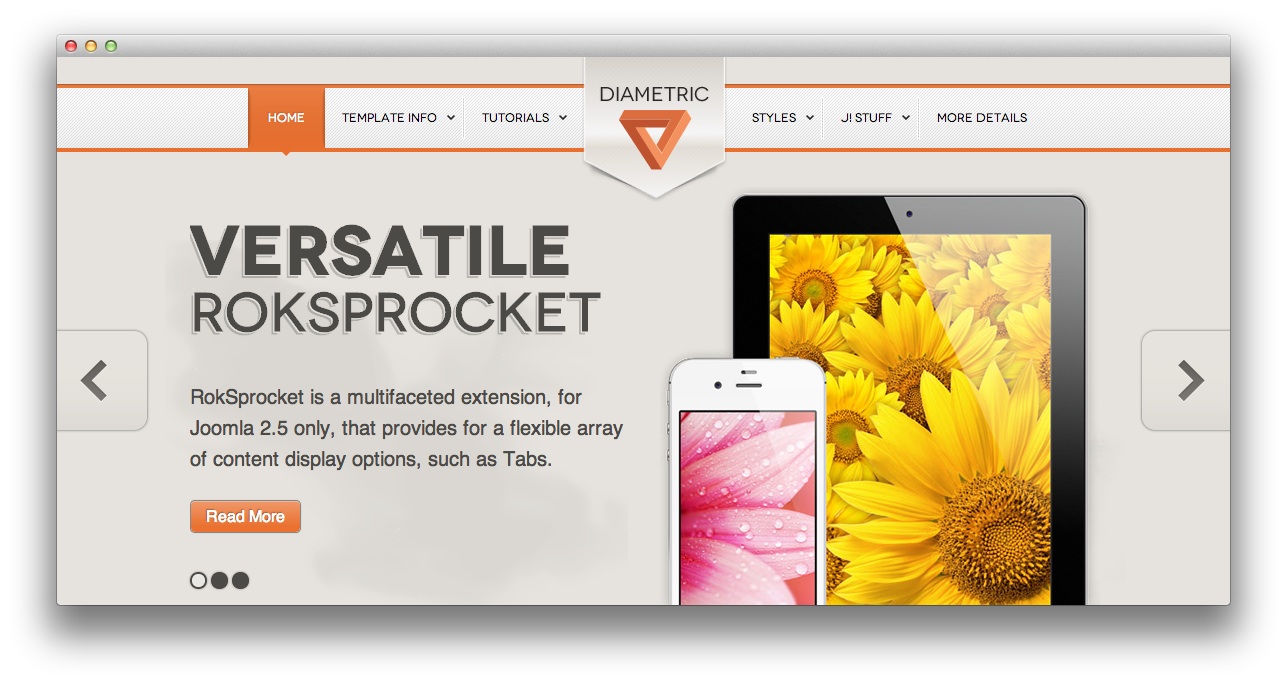 DIAMETRIC
HOME
TEMPLATE INFO
TUTORIALS
STYLES
J! STUFF
MORE DETAILS
VERSATILE
ROKSPROCKET
RokSprocket is a multifaceted extension, for
Joomla 2.5 only, that provides for a flexible array
of content display options, such as Tabs.
Read More